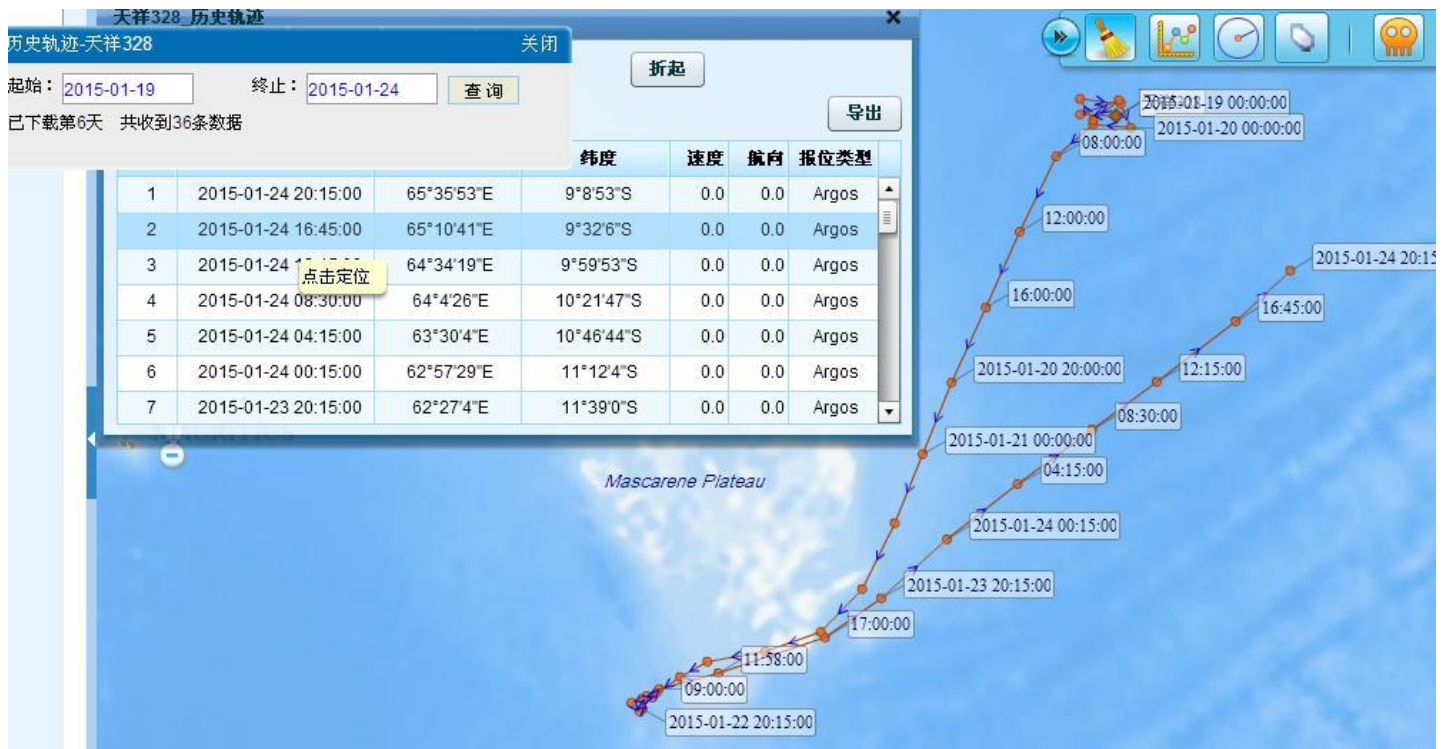 天祥328_历史轨迹
历史轨迹-天祥328 关闭
起始： 2015-01-19 终止： 2015-01-24 查询
已下载第6天 共收到36条数据
折起
导出
纬度 速度 航向 报位类型
1 2015-01-24 20:15:00 65°35'53"E 9°8'53"S 0.0 0.0 Argos
2 2015-01-24 16:45:00 65°10'41"E 9°32'6"S 0.0 0.0 Argos
3 2015-01-24 64°34'19"E 9°59'53"S 0.0 0.0 Argos
点击定位
4 2015-01-24 08:30:00 64°4'26"E 10°21'47"S 0.0 0.0 Argos
5 2015-01-24 04:15:00 63°30'4"E 10°46'44"S 0.0 0.0 Argos
6 2015-01-24 00:15:00 62°57'29"E 11°12'4"S 0.0 0.0 Argos
7 2015-01-23 20:15:00 62°27'4"E 11°39'0"S 0.0 0.0 Argos
2015-01-19 00:00:00
2015-01-20 00:00:00
08:00:00
12:00:00
2015-01-24 20:15
16:00:00
16:45:00
2015-01-20 20:00:00
12:15:00
08:30:00
2015-01-21 00:00:00
04:15:00
Mascarene Plateau
2015-01-24 00:15:00
2015-01-23 20:15:00
17:00:00
11:58:00
09:00:00
2015-01-22 20:15:00